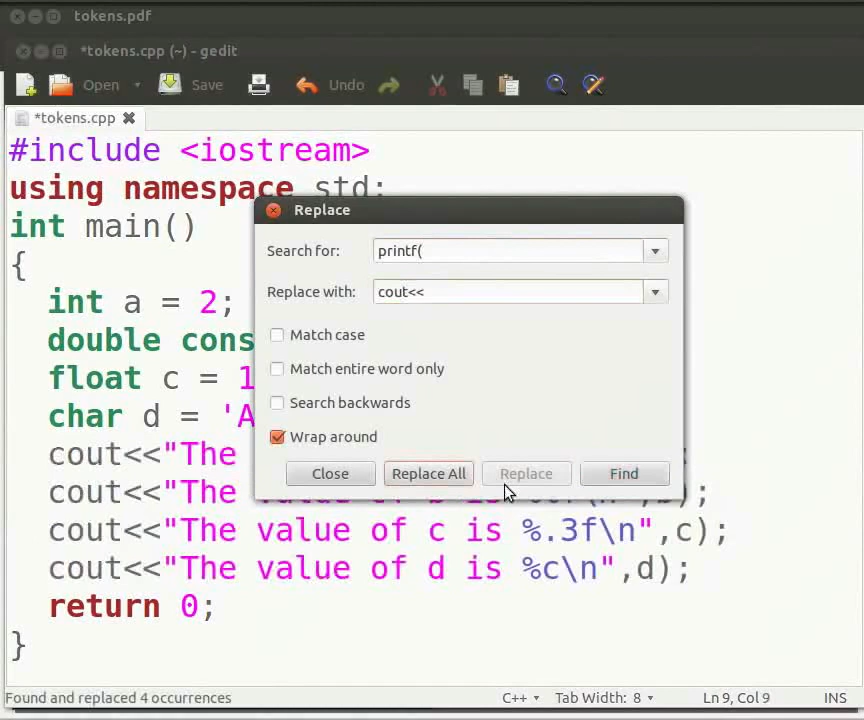 tokens.pdf
*tokens.cpp (~) - gedit
Open Save Undo
*tokens.cpp
#include <iostream>
using namespace std;
int main()
{
int a = 2;
double cons
float c = 1
char d = 'A
cout<<"The
cout<<"The
cout<<"The value of c is %.3f\n",c);
cout<<"The value of d is %c\n",d);
return 0;
}
Replace
Search for: printf(
Replace with: cout<<
Match case
Match entire word only
Search backwards
Wrap around
Close Replace All Replace Find
Found and replaced 4 occurrences C++ Tab Width: 8 Ln 9, Col 9 INS